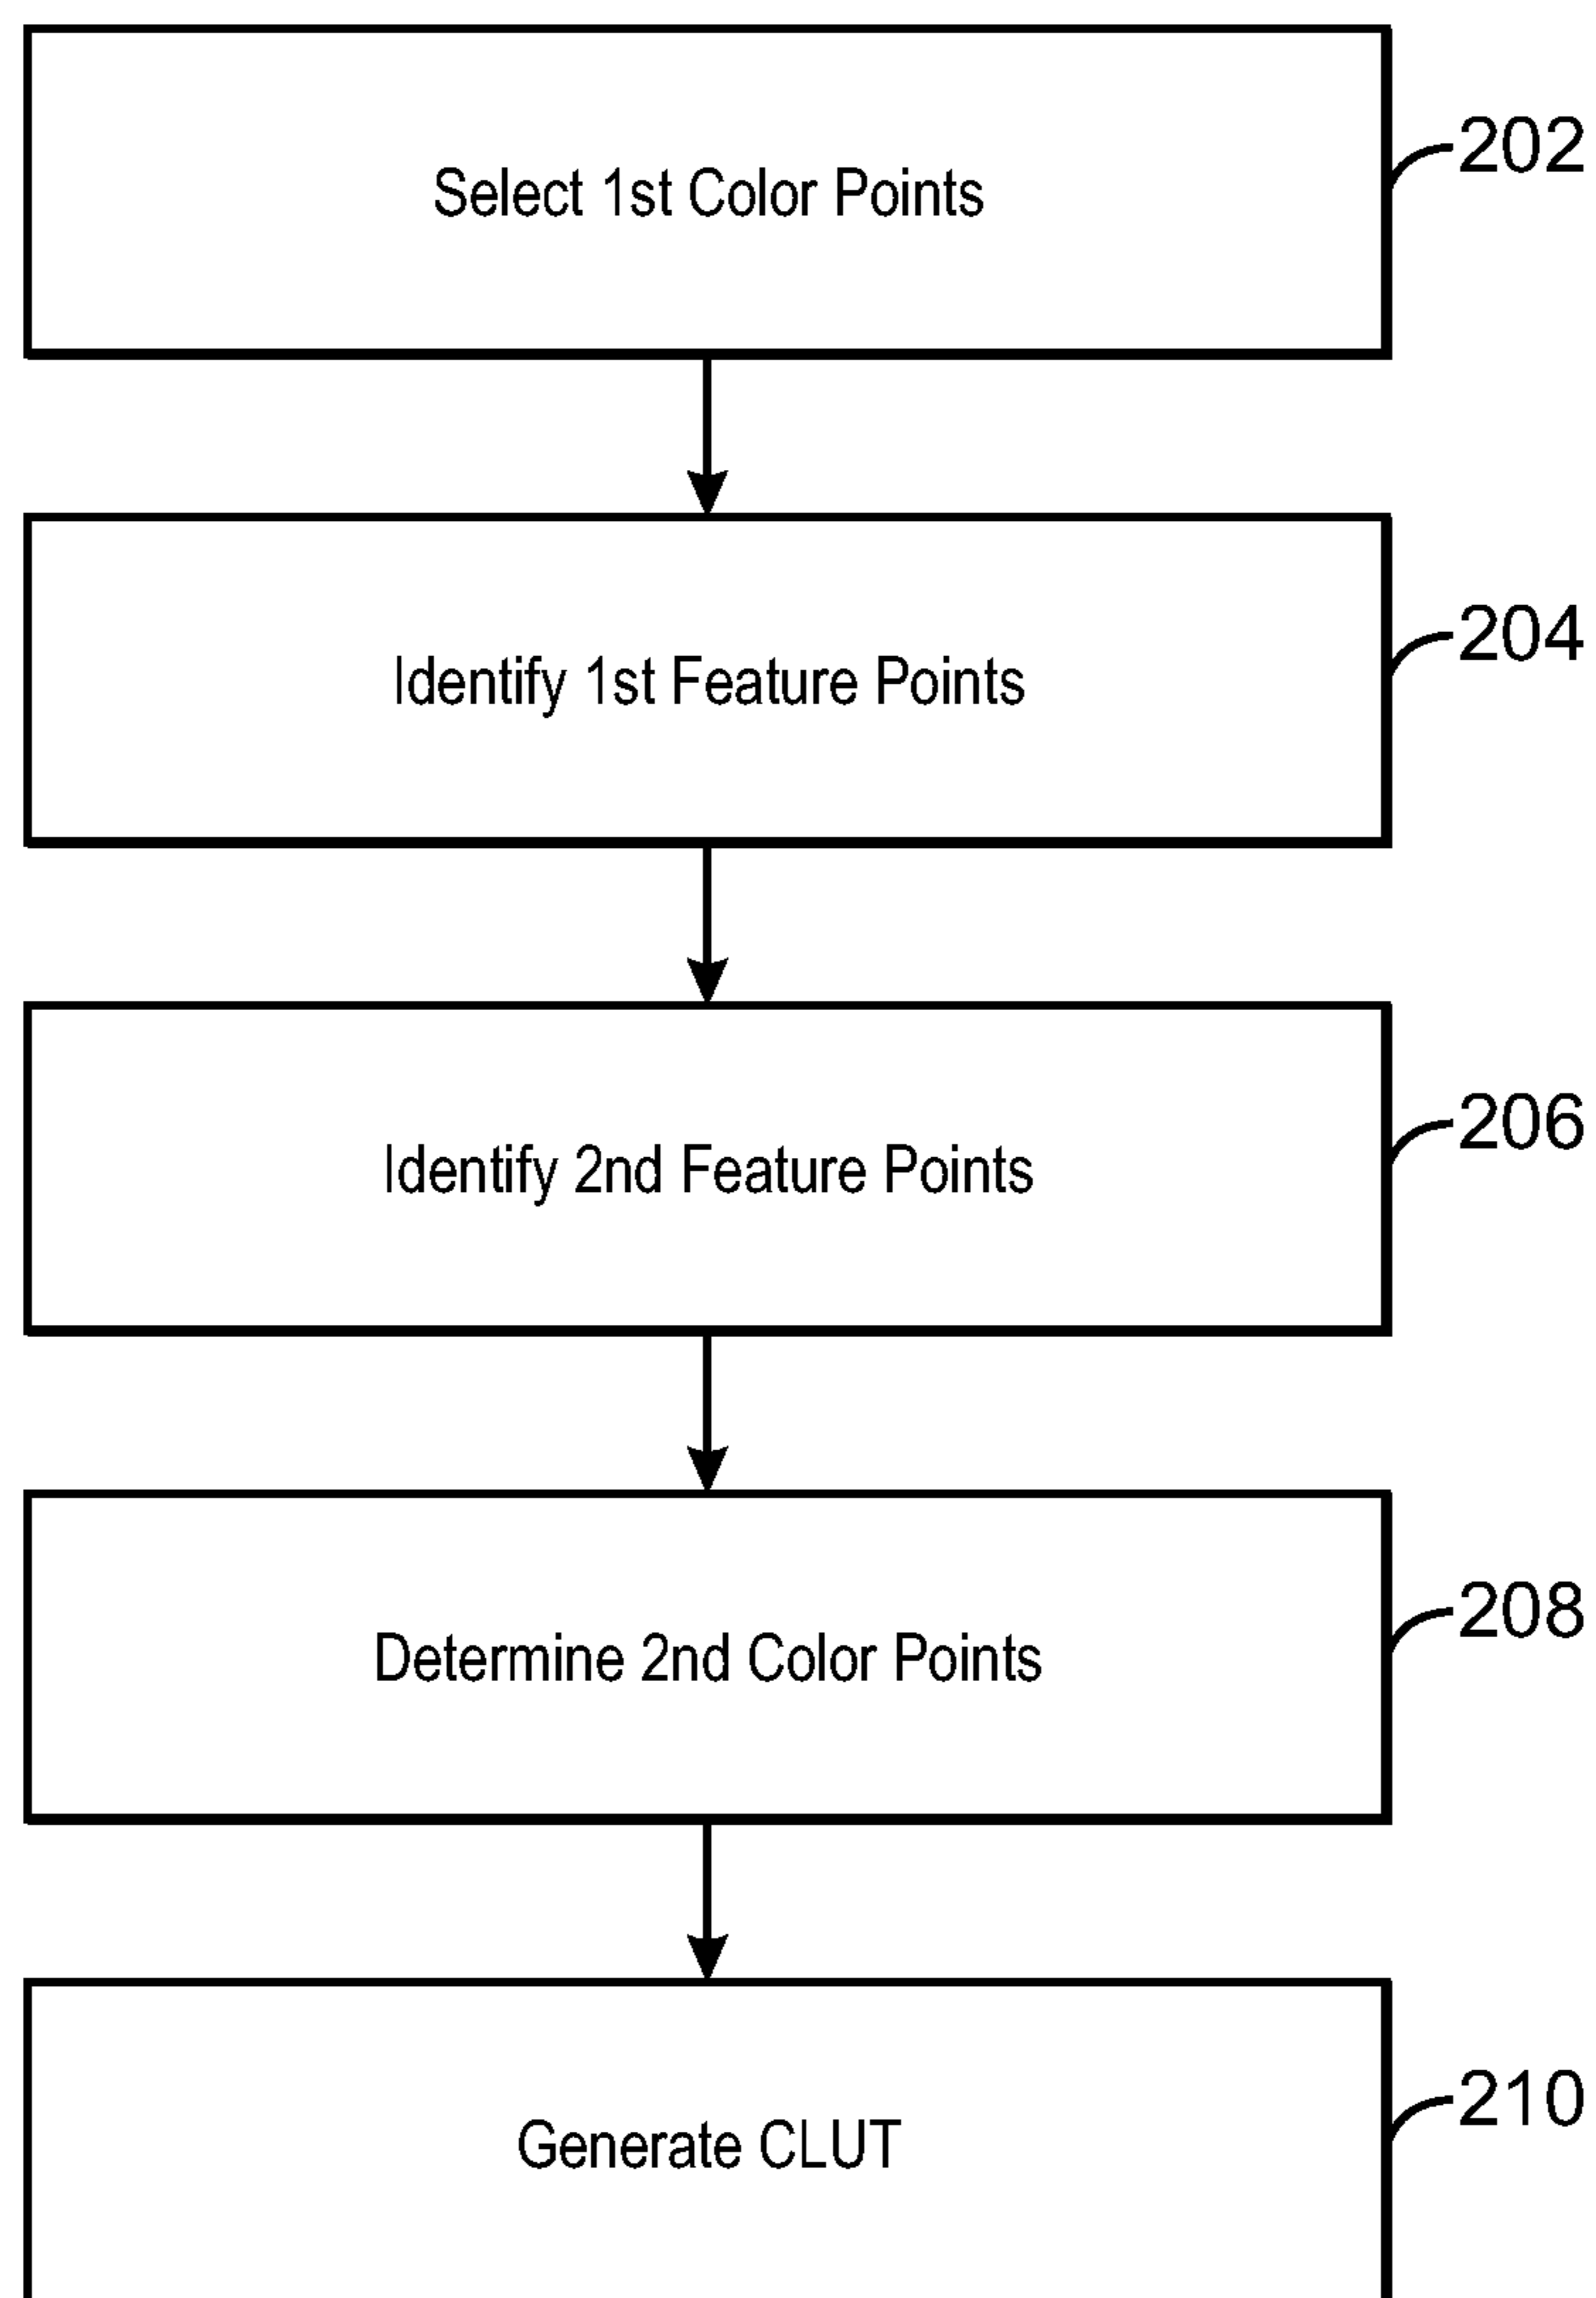 Select 1st Color Points
202
Identify 1st Feature Points
204
Identify 2nd Feature Points
206
Determine 2nd Color Points
208
Generate CLUT
210